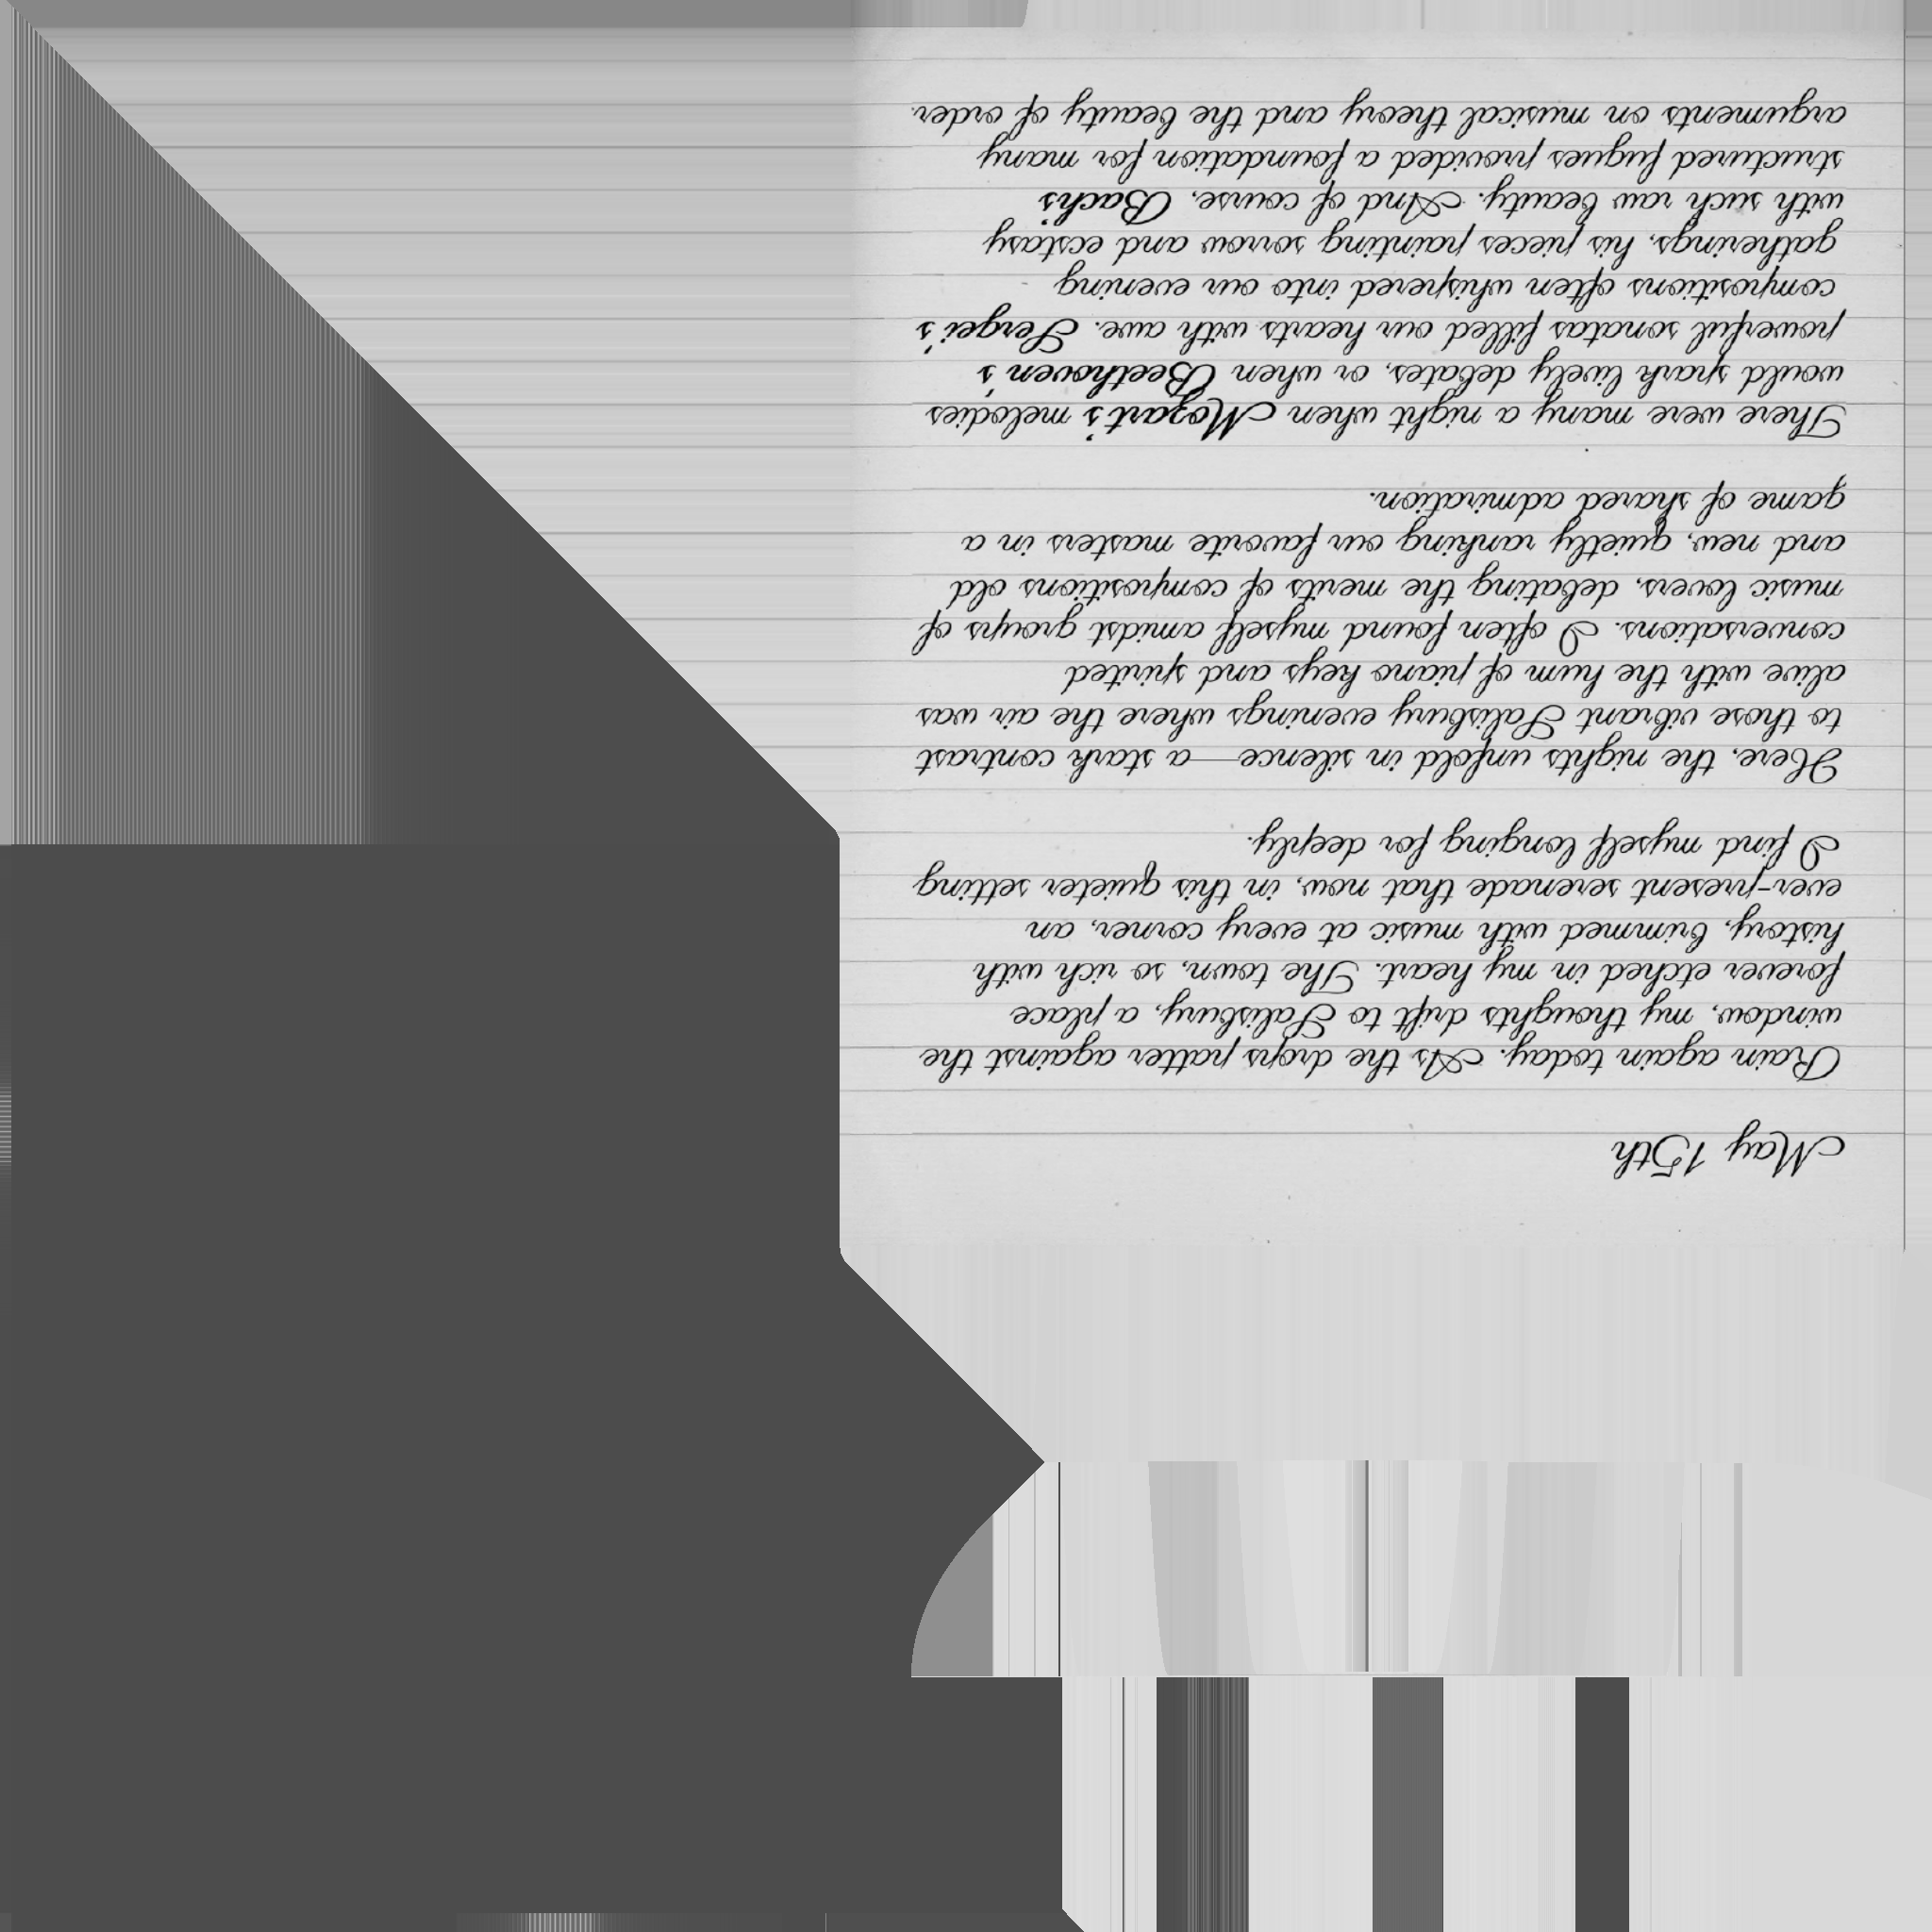 May 15th
Rain again today. As the drops patter against the
window, my thoughts drift to Salisbury, a place
forever etched in my heart. The town, so rich with
history, brimmed with music at every corner, an
ever-present serenade that now, in this quieter setting
I find myself longing for deeply.
Here, the nights unfold in silence—a stark contrast
to those vibrant Salisbury evenings where the air was
alive with the hum of piano keys and spirited
conversations. I often found myself amidst groups of
music lovers, debating the merits of compositions old
and new, quietly ranking our favorite masters in a
game of shared admiration.
There were many a night when Mozart's melodies
would spark lively debates, or when Beethoven's
powerful sonatas filled our hearts with awe. Sergei's
compositions often whispered into our evening
gatherings, his pieces painting sorrow and ecstasy
with such raw beauty. And of course, Bach's
structured fugues provided a foundation for many
arguments on musical theory and the beauty of order.